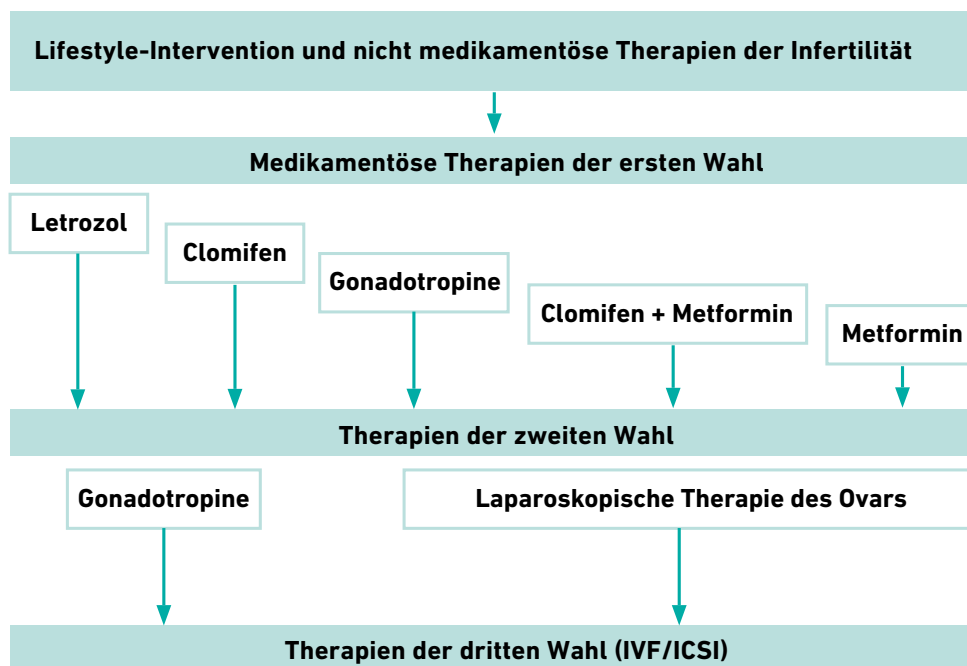 Lifestyle-Intervention und nicht medikamentöse Therapien der Infertilität
Medikamentöse Therapien der ersten Wahl
Letrozol
Clomifen
Gonadotropine
Clomifen + Metformin
Metformin
Therapien der zweiten Wahl
Gonadotropine
Laparoskopische Therapie des Ovars
Therapien der dritten Wahl (IVF/ICSI)